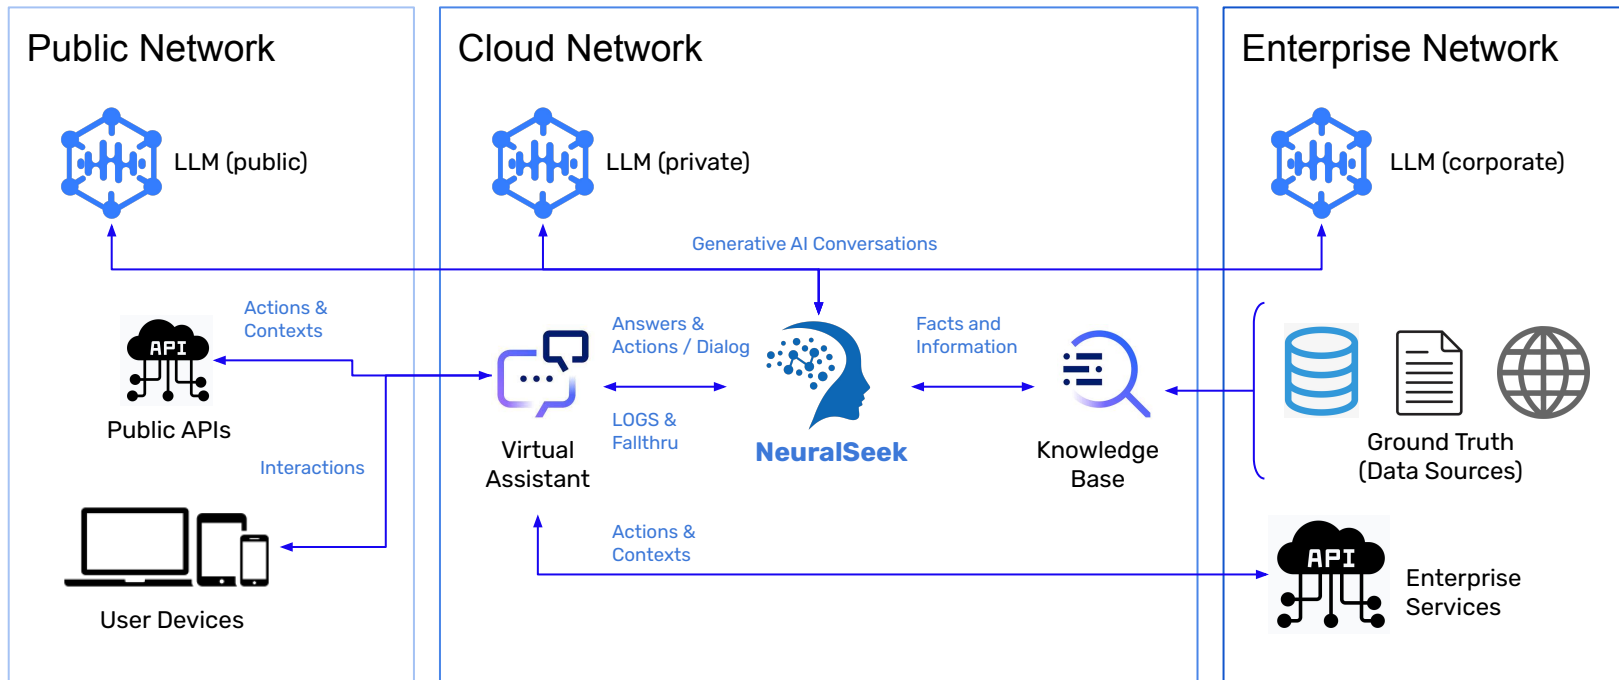 Public Network
Cloud Network
Enterprise Network
LLM (public)
LLM (private)
LLM (corporate)
Generative AI Conversations
Actions &
Contexts
API
Public APIs
Interactions
User Devices
Answers &
Actions / Dialog
LOGS &
Fallthru
Virtual
Assistant
NeuralSeek
Facts and
Information
Knowledge
Base
Ground Truth
(Data Sources)
Actions &
Contexts
API
Enterprise
Services